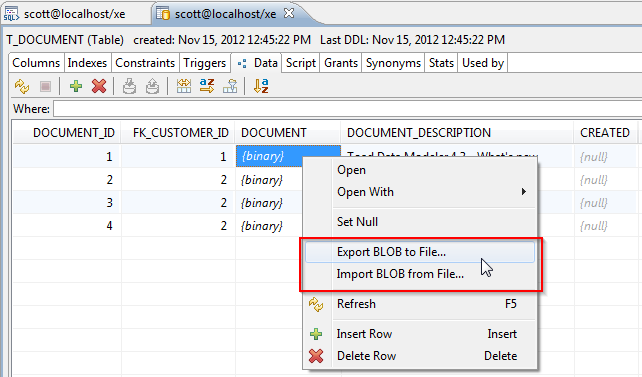 SQL scott@localhost/xe scott@localhost/xe
T_DOCUMENT (Table) created: Nov 15, 2012 12:45:22 PM Last DDL: Nov 15, 2012 12:45:22 PM
Columns Indexes Constraints Triggers Data Script Grants Synonyms Stats Used by
Where:
DOCUMENT_ID FK_CUSTOMER_ID DOCUMENT DOCUMENT_DESCRIPTION CREATED
1 1 {binary} Toad Data Modeler 4.3 - What's new {null}
2 2 {binary} {null}
3 2 {binary} {null}
4 2 {binary} {null}
Open
Open With
Set Null
Export BLOB to File...
Import BLOB from File...
Refresh F5
Insert Row Insert
Delete Row Delete